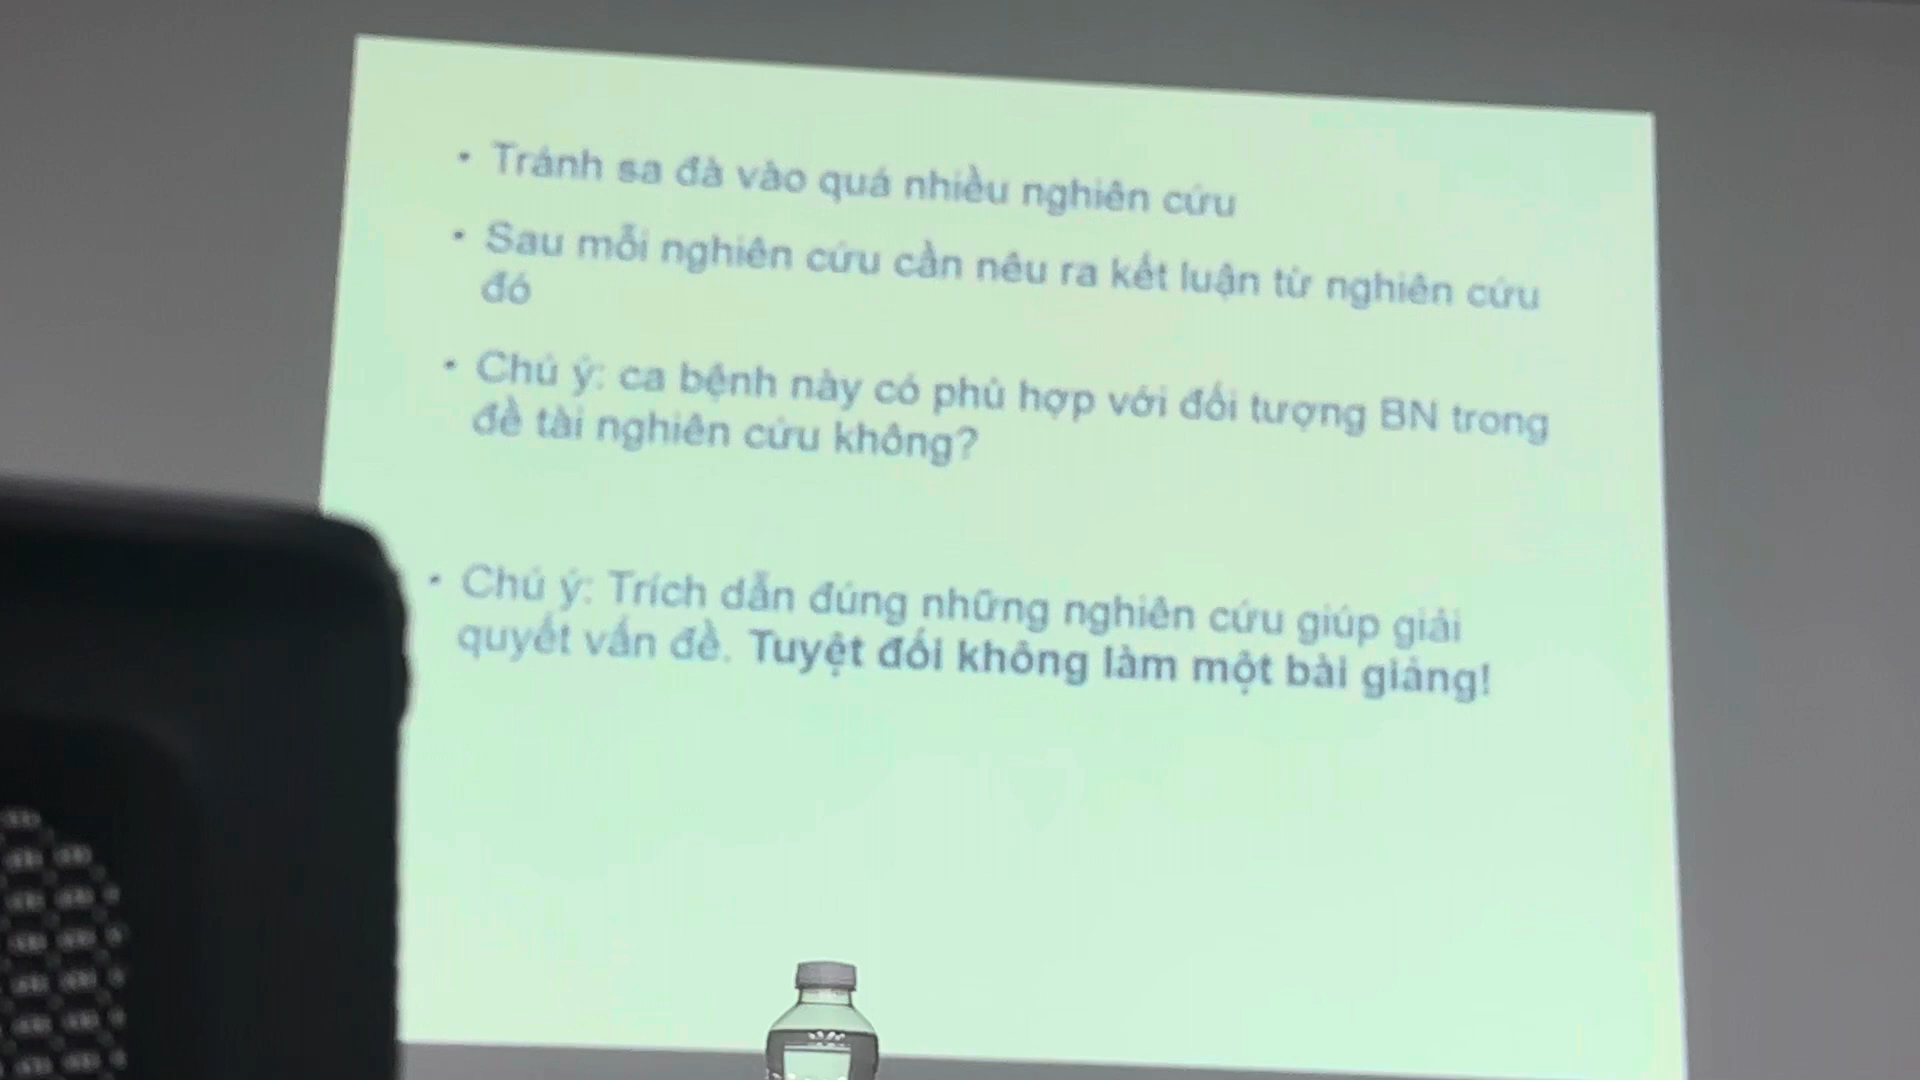 • Tránh sa đà vào quá nhiều nghiên cứu
• Sau mỗi nghiên cứu cần nêu ra kết luận từ nghiên cứu
đó
• Chú ý: ca bệnh này có phù hợp với đối tượng BN trong
đề tài nghiên cứu không?
• Chú ý: Trích dẫn đúng những nghiên cứu giúp giải
quyết vấn đề. Tuyệt đối không làm một bài giảng!